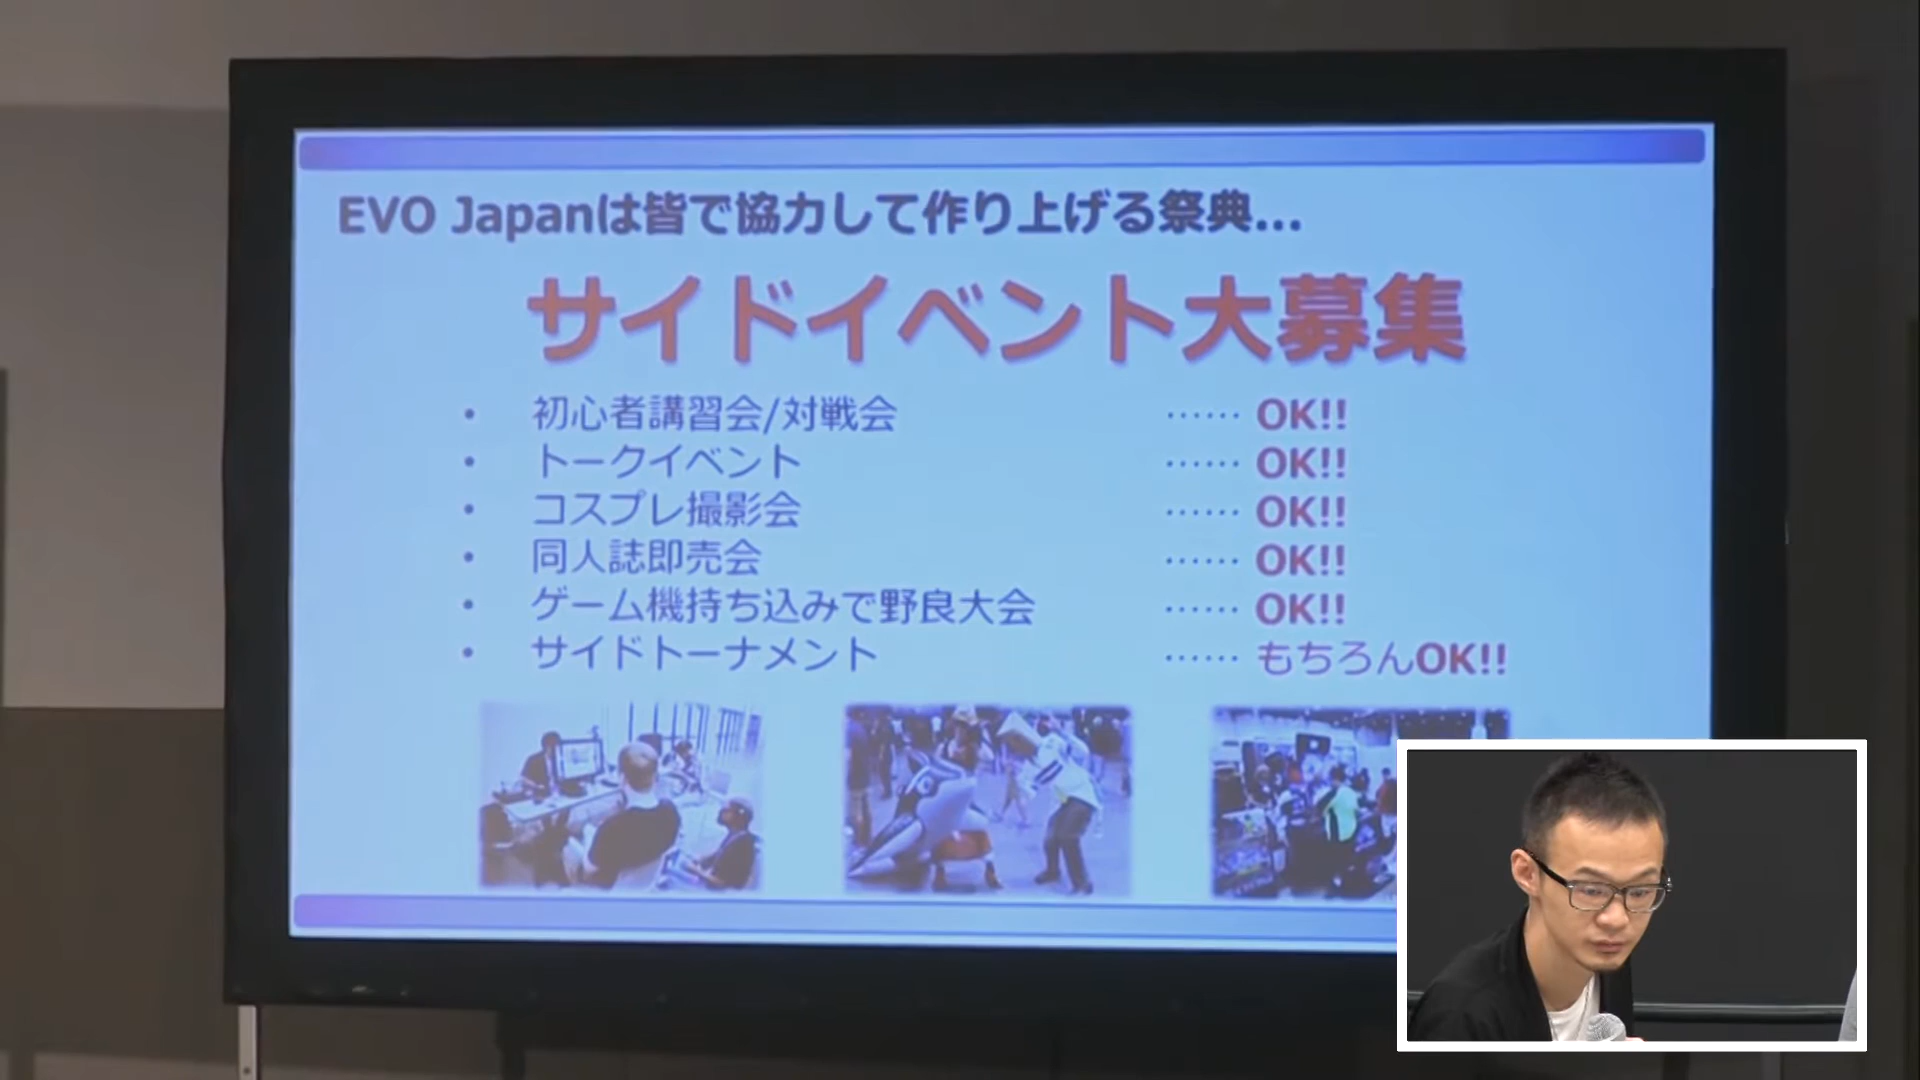 EVO Japanは皆で協力して作り上げる祭典...
サイドイベント大募集
• 初心者講習会/対戦会 …… OK!!
• トークイベント …… OK!!
• コスプレ撮影会 …… OK!!
• 同人誌即売会 …… OK!!
• ゲーム機持ち込みで野良大会 …… OK!!
• サイドトーナメント …… もちろんOK!!